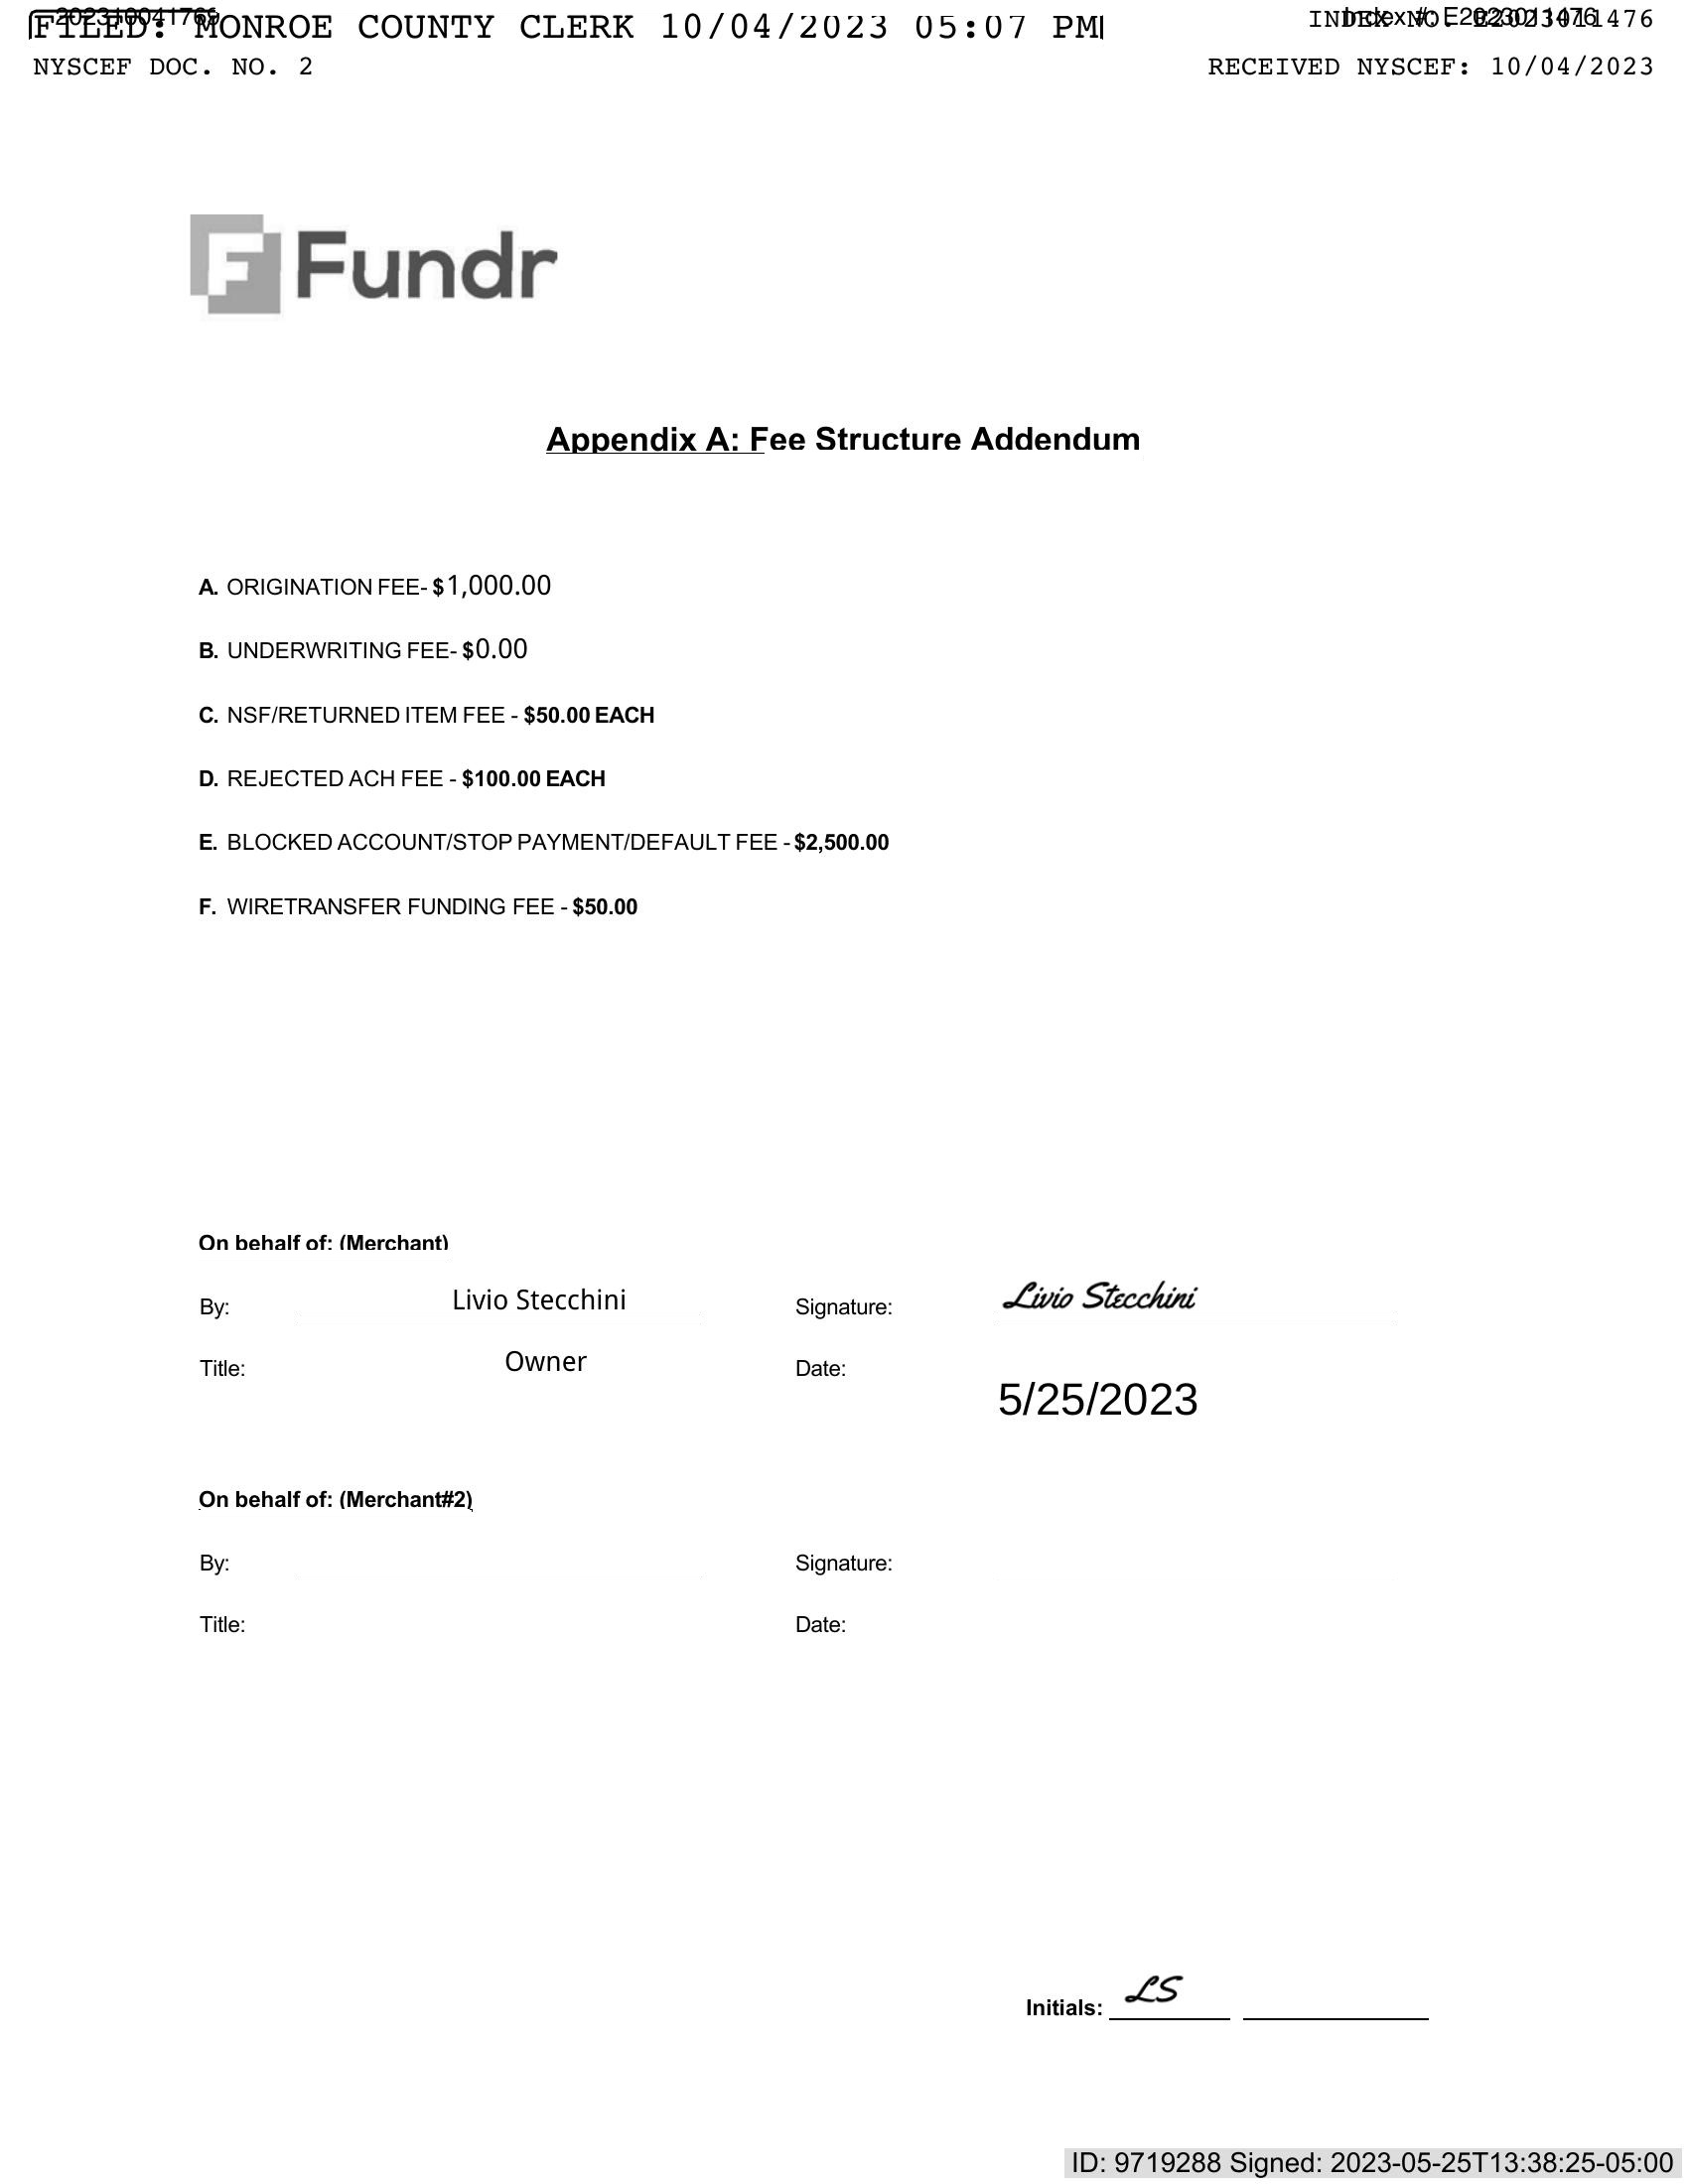 202310041769
FILED: MONROE COUNTY CLERK 10/04/2023 05:07 PM
INDEX NO. E2023011476
Index #: E2023011476
NYSCEF DOC. NO. 2
RECEIVED NYSCEF: 10/04/2023
F Fundr
Appendix A: Fee Structure Addendum
A. ORIGINATION FEE- $1,000.00
B. UNDERWRITING FEE- $0.00
C. NSF/RETURNED ITEM FEE - $50.00 EACH
D. REJECTED ACH FEE - $100.00 EACH
E. BLOCKED ACCOUNT/STOP PAYMENT/DEFAULT FEE - $2,500.00
F. WIRETRANSFER FUNDING FEE - $50.00
On behalf of: (Merchant)
By: Livio Stecchini Signature: Livio Stecchini
Title: Owner Date: 5/25/2023
On behalf of: (Merchant#2)
By: Signature:
Title: Date:
Initials: LS
ID: 9719288 Signed: 2023-05-25T13:38:25-05:00